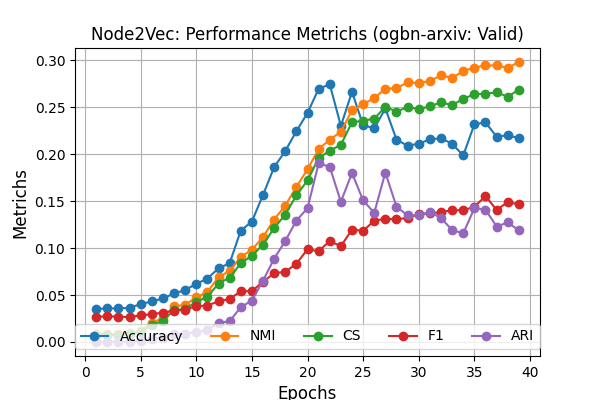 Node2Vec: Performance Metrichs (ogbn-arxiv: Valid)
Metrichs
0.30
0.25
0.20
0.15
0.10
0.05
0.00
Accuracy NMI CS F1 ARI
0 5 10 15 20 25 30 35 40
Epochs